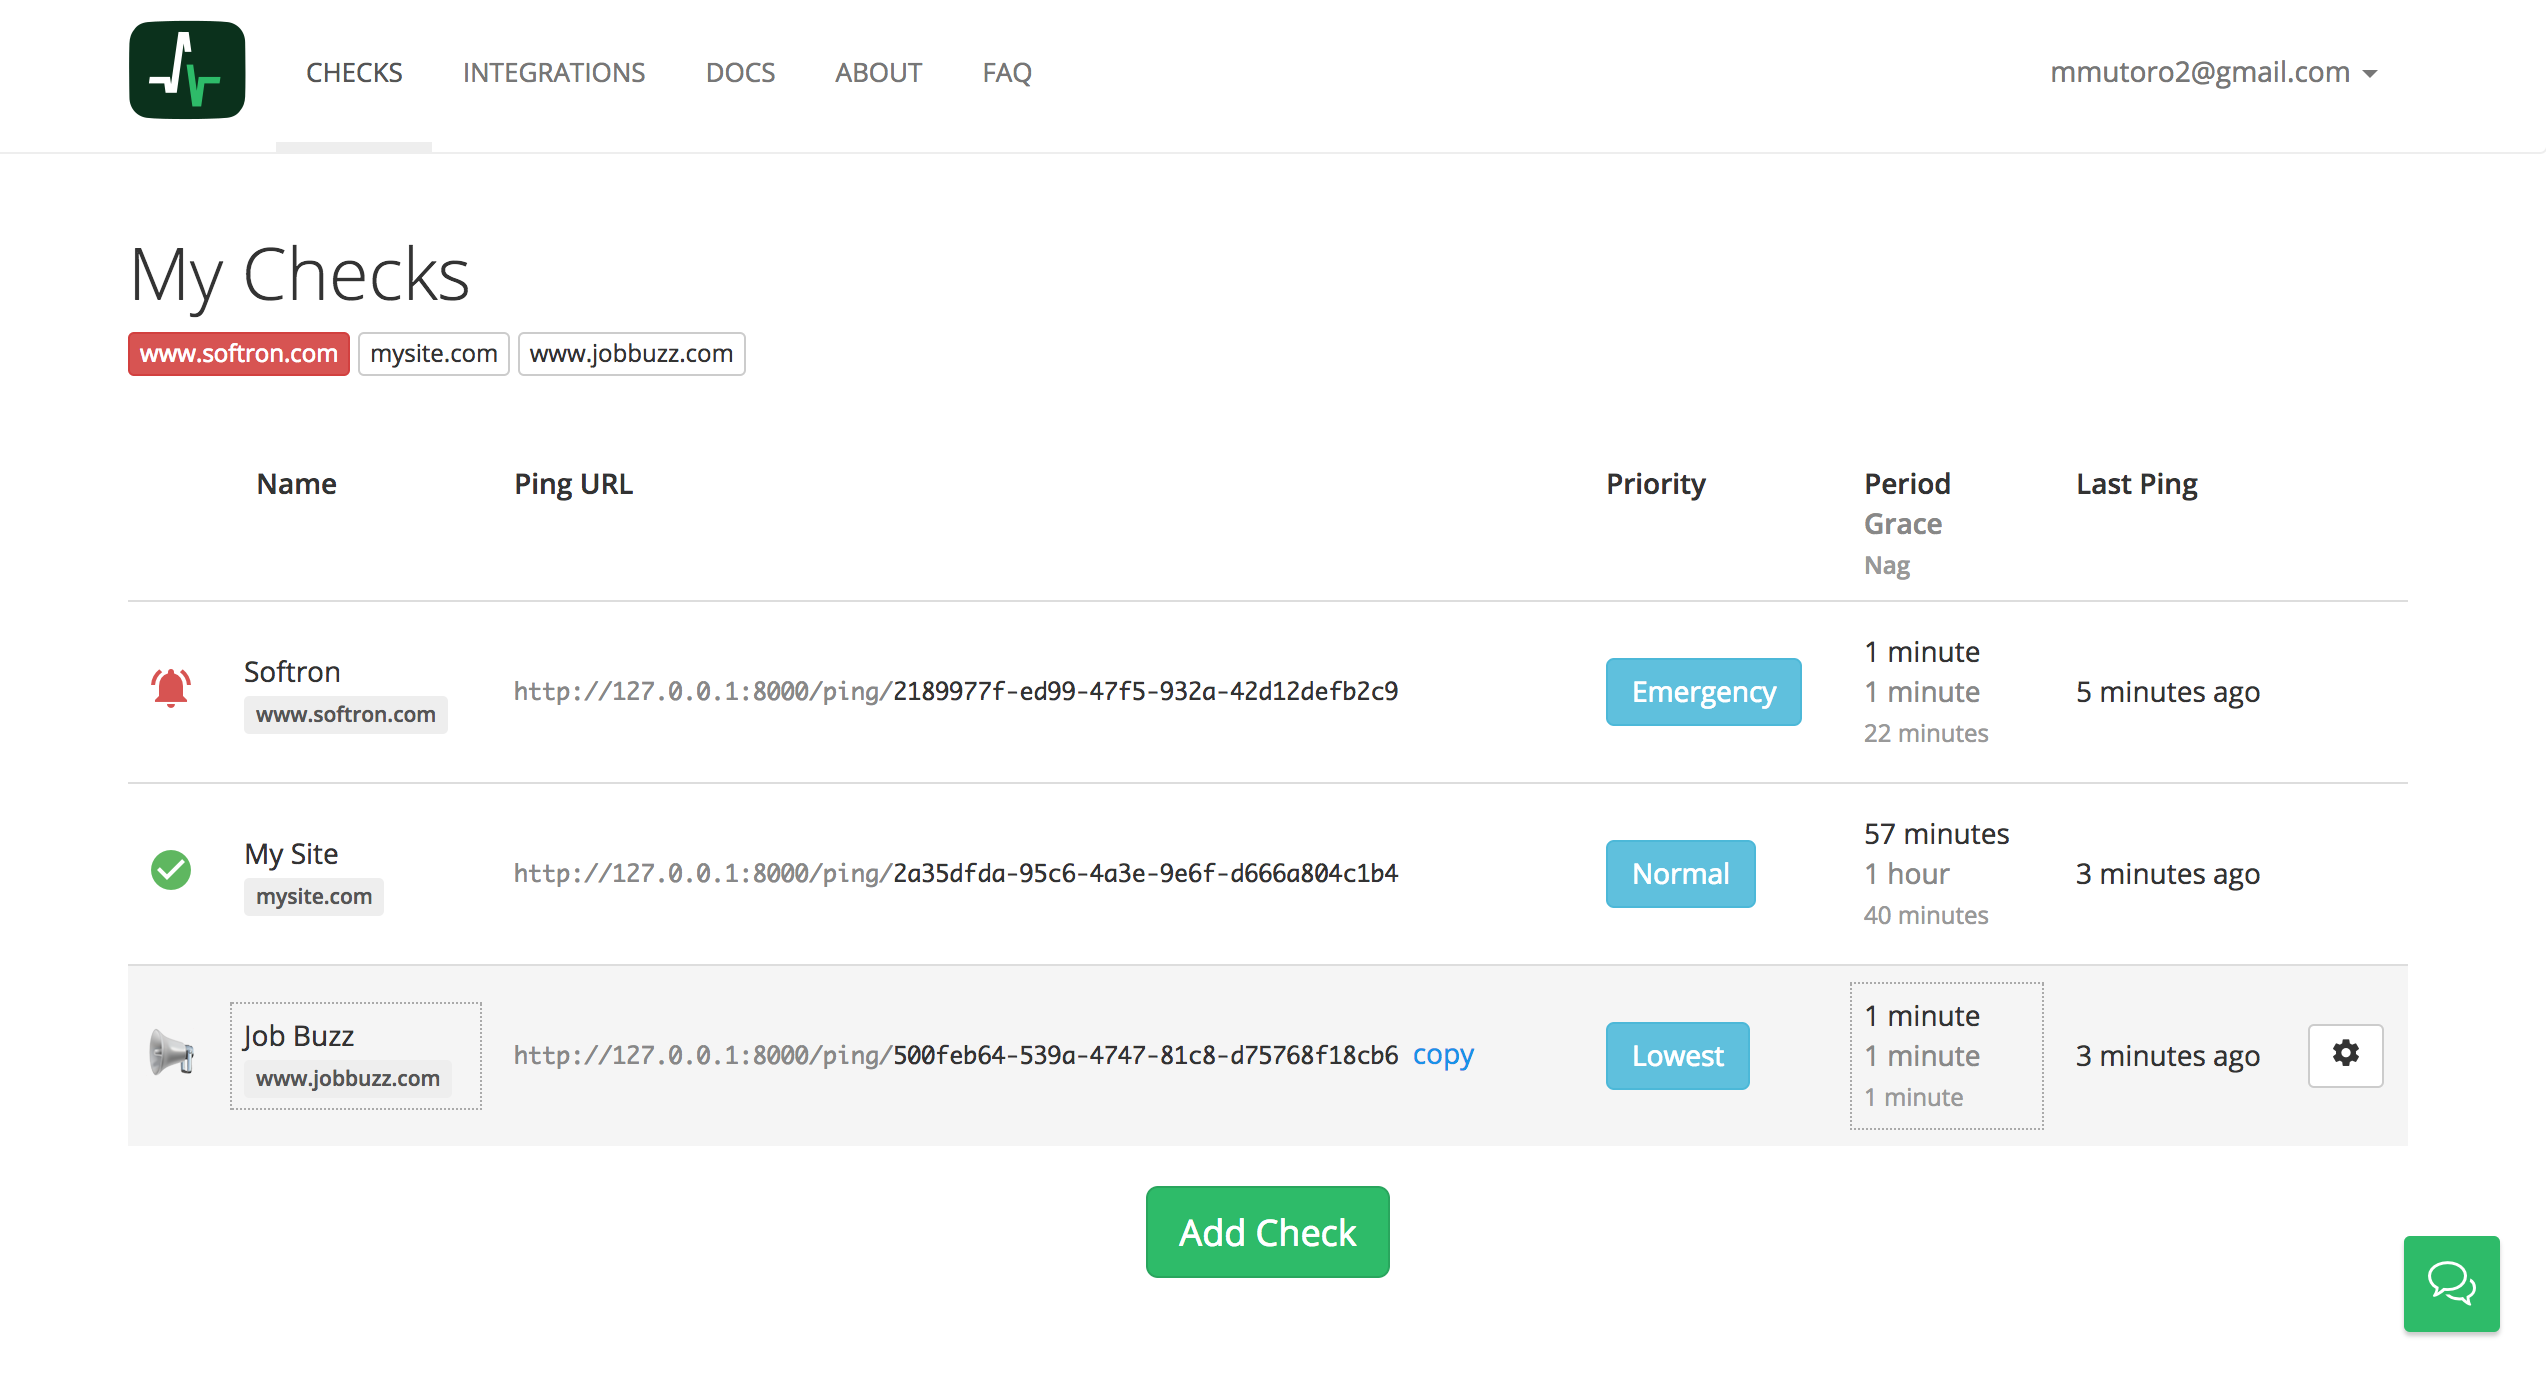 CHECKS INTEGRATIONS DOCS ABOUT FAQ mmutoro2@gmail.com
My Checks
www.softron.com mysite.com www.jobbuzz.com
Name Ping URL Priority Period Last Ping
Grace
Nag
Softron
www.softron.com
http://127.0.0.1:8000/ping/2189977f-ed99-47f5-932a-42d12defb2c9
Emergency
1 minute
1 minute
22 minutes
5 minutes ago
My Site
mysite.com
http://127.0.0.1:8000/ping/2a35dfda-95c6-4a3e-9e6f-d666a804c1b4
Normal
57 minutes
1 hour
40 minutes
3 minutes ago
Job Buzz
www.jobbuzz.com
http://127.0.0.1:8000/ping/500feb64-539a-4747-81c8-d75768f18cb6 copy
Lowest
1 minute
1 minute
1 minute
3 minutes ago
Add Check